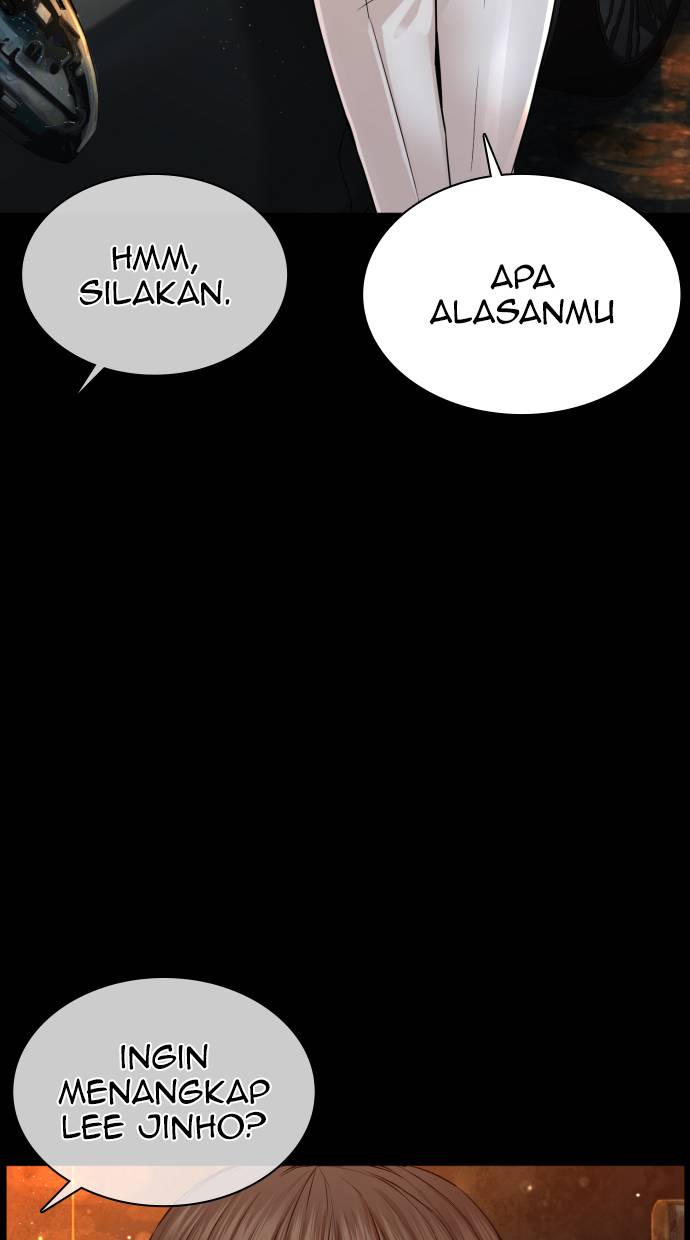 HMM,
SILAKAN.
APA
ALASANMU
INGIN
MENANGKAP
LEE JINHO?